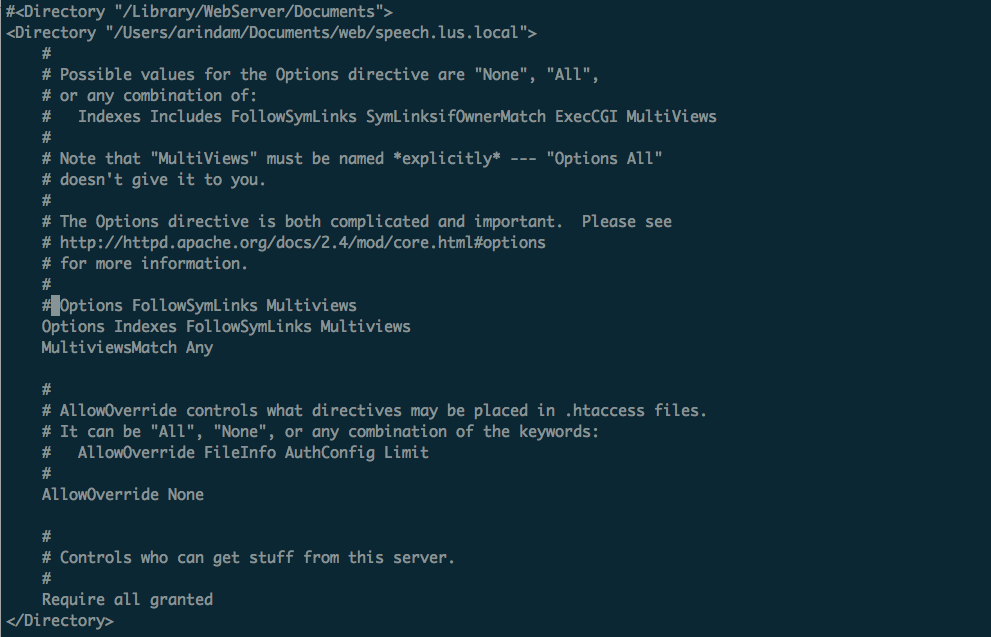 #<Directory "/Library/WebServer/Documents">
<Directory "/Users/arindam/Documents/web/speech.lus.local">
    #
    # Possible values for the Options directive are "None", "All",
    # or any combination of:
    #   Indexes Includes FollowSymLinks SymLinksifOwnerMatch ExecCGI MultiViews
    #
    # Note that "MultiViews" must be named *explicitly* --- "Options All"
    # doesn't give it to you.
    #
    # The Options directive is both complicated and important.  Please see
    # http://httpd.apache.org/docs/2.4/mod/core.html#options
    # for more information.
    #
    # Options FollowSymLinks Multiviews
    Options Indexes FollowSymLinks Multiviews
    MultiviewsMatch Any

    #
    # AllowOverride controls what directives may be placed in .htaccess files.
    # It can be "All", "None", or any combination of the keywords:
    #   AllowOverride FileInfo AuthConfig Limit
    #
    AllowOverride None

    #
    # Controls who can get stuff from this server.
    #
    Require all granted
</Directory>